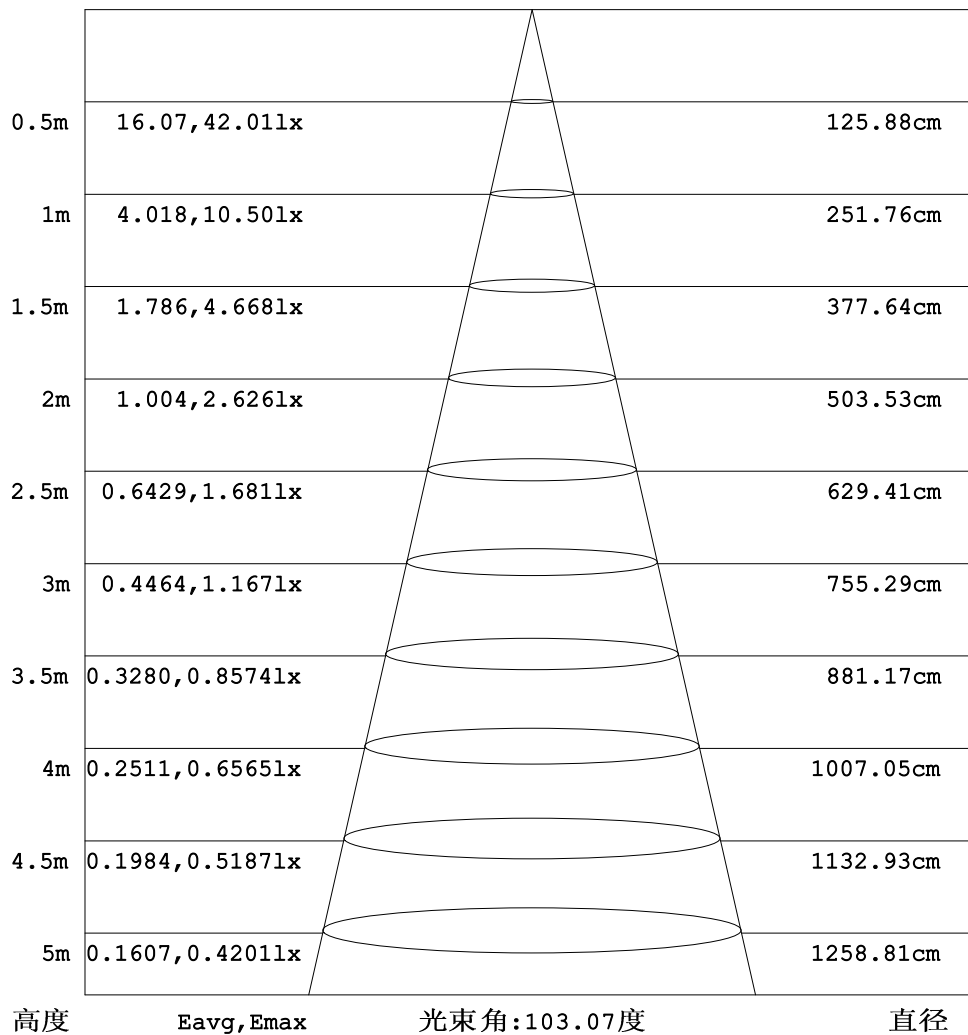 0.5m 16.07,42.01lx 125.88cm
1m 4.018,10.50lx 251.76cm
1.5m 1.786,4.668lx 377.64cm
2m 1.004,2.626lx 503.53cm
2.5m 0.6429,1.681lx 629.41cm
3m 0.4464,1.167lx 755.29cm
3.5m 0.3280,0.8574lx 881.17cm
4m 0.2511,0.6565lx 1007.05cm
4.5m 0.1984,0.5187lx 1132.93cm
5m 0.1607,0.4201lx 1258.81cm
高度 Eavg,Emax 光束角:103.07度 直径